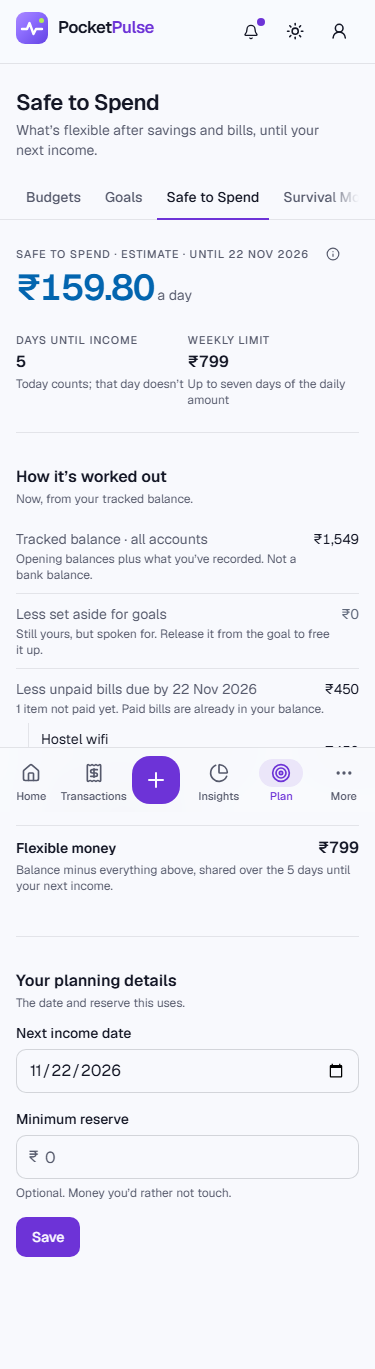 PocketPulse
Safe to Spend
What's flexible after savings and bills, until your
next income.
Budgets Goals Safe to Spend Survival Mo
SAFE TO SPEND · ESTIMATE · UNTIL 22 NOV 2026
₹159.80 a day
DAYS UNTIL INCOME
5
Today counts; that day doesn't
WEEKLY LIMIT
₹799
Up to seven days of the daily
amount
How it's worked out
Now, from your tracked balance.
Tracked balance · all accounts ₹1,549
Opening balances plus what you've recorded. Not a
bank balance.
Less set aside for goals ₹0
Still yours, but spoken for. Release it from the goal to free
it up.
Less unpaid bills due by 22 Nov 2026 ₹450
1 item not paid yet. Paid bills are already in your balance.
Hostel wifi
Home Transactions Insights Plan More
Flexible money ₹799
Balance minus everything above, shared over the 5 days until
your next income.
Your planning details
The date and reserve this uses.
Next income date
11/22/2026
Minimum reserve
₹ 0
Optional. Money you'd rather not touch.
Save